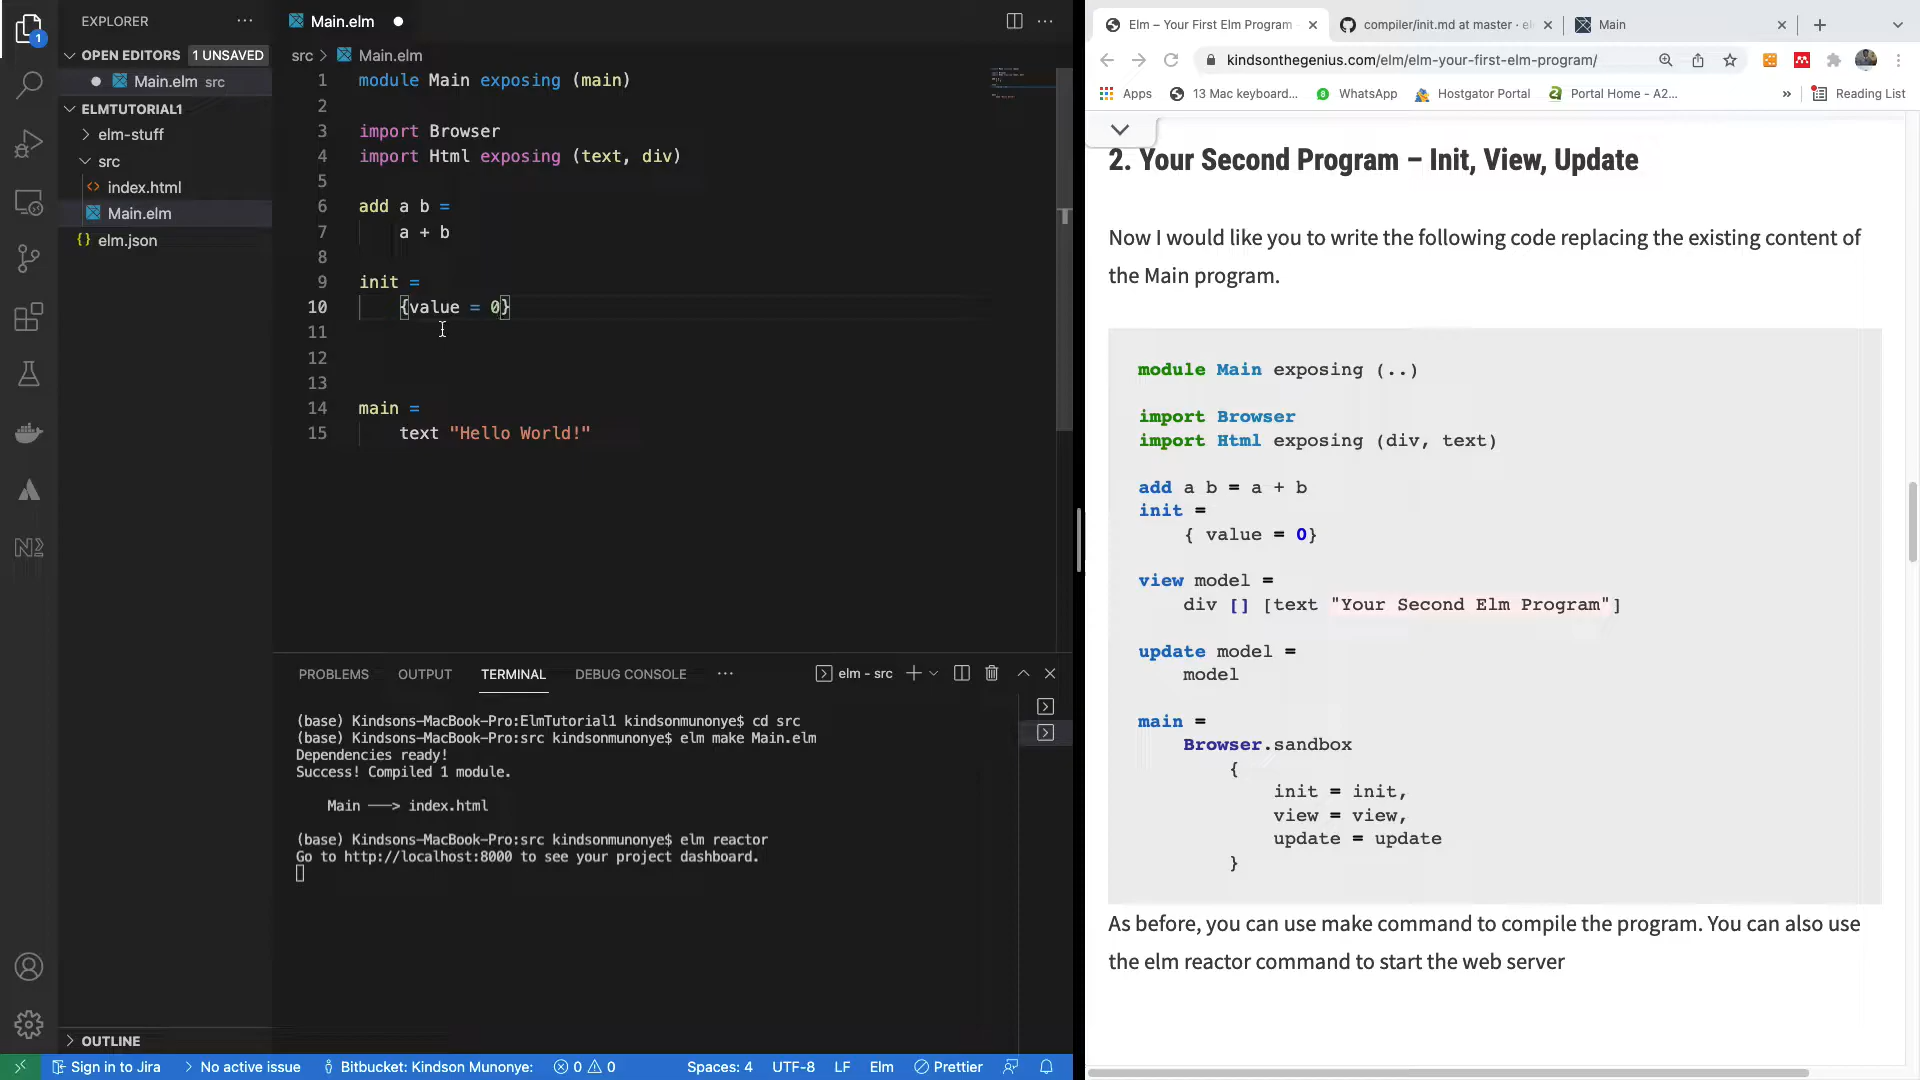 EXPLORER
OPEN EDITORS 1 UNSAVED
Main.elm src
ELMTUTORIAL1
elm-stuff
src
index.html
Main.elm
elm.json
OUTLINE
1
Main.elm
src Main.elm
1 module Main exposing (main)
2
3 import Browser
4 import Html exposing (text, div)
5
6 add a b =
7 a + b
8
9 init =
10 {value = 0}
11
12
13
14 main =
15 text "Hello World!"
PROBLEMS OUTPUT TERMINAL DEBUG CONSOLE elm - src
(base) Kindsons-MacBook-Pro:ElmTutorial1 kindsonmunonye$ cd src
(base) Kindsons-MacBook-Pro:src kindsonmunonye$ elm make Main.elm
Dependencies ready!
Success! Compiled 1 module.
Main ——> index.html
(base) Kindsons-MacBook-Pro:src kindsonmunonye$ elm reactor
Go to http://localhost:8000 to see your project dashboard.
Sign in to Jira No active issue Bitbucket: Kindson Munonye: 0 0 Spaces: 4 UTF-8 LF Elm Prettier
Elm – Your First Elm Program compiler/init.md at master · el Main
kindsonthegenius.com/elm/elm-your-first-elm-program/
Apps 13 Mac keyboard... WhatsApp Hostgator Portal Portal Home - A2... » Reading List
2. Your Second Program – Init, View, Update
Now I would like you to write the following code replacing the existing content of
the Main program.
module Main exposing (..)
import Browser
import Html exposing (div, text)
add a b = a + b
init =
{ value = 0}
view model =
div [] [text "Your Second Elm Program"]
update model =
model
main =
Browser.sandbox
{
init = init,
view = view,
update = update
}
As before, you can use make command to compile the program. You can also use
the elm reactor command to start the web server